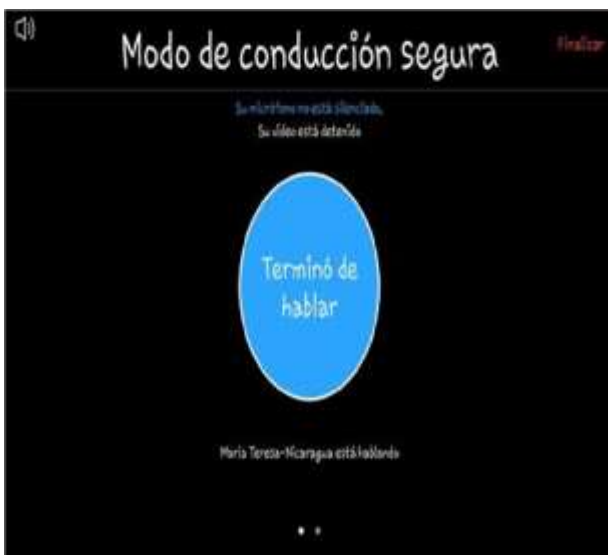 Modo de conducción segura
Finalizar
Su micrófono no está silenciado.
Su vídeo está detenido
Terminó de
hablar
María Teresa-Nicaragua está hablando